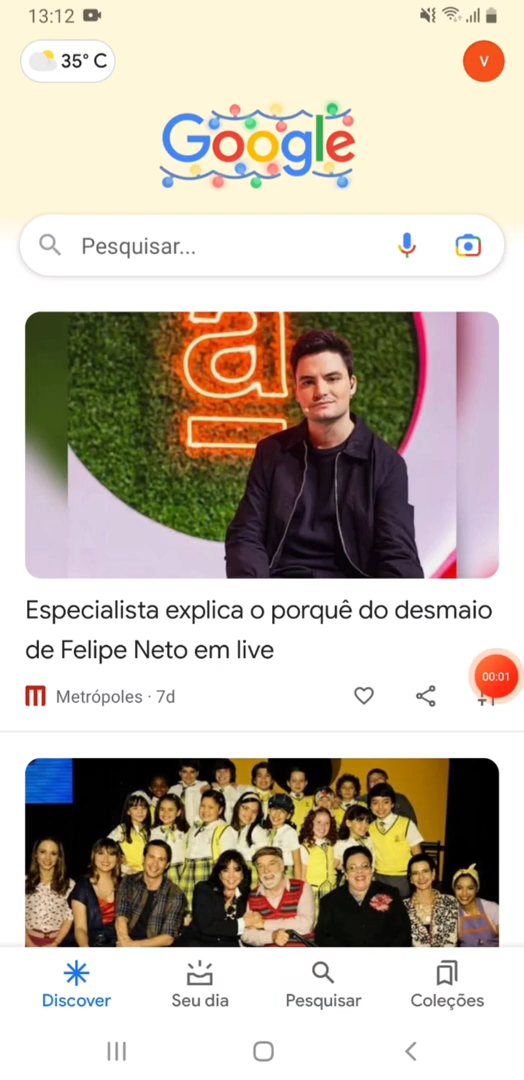 13:12
35° C
V
Google
Pesquisar...
a
Especialista explica o porquê do desmaio
de Felipe Neto em live
Metrópoles · 7d
00:01
Discover
Seu dia
Pesquisar
Coleções